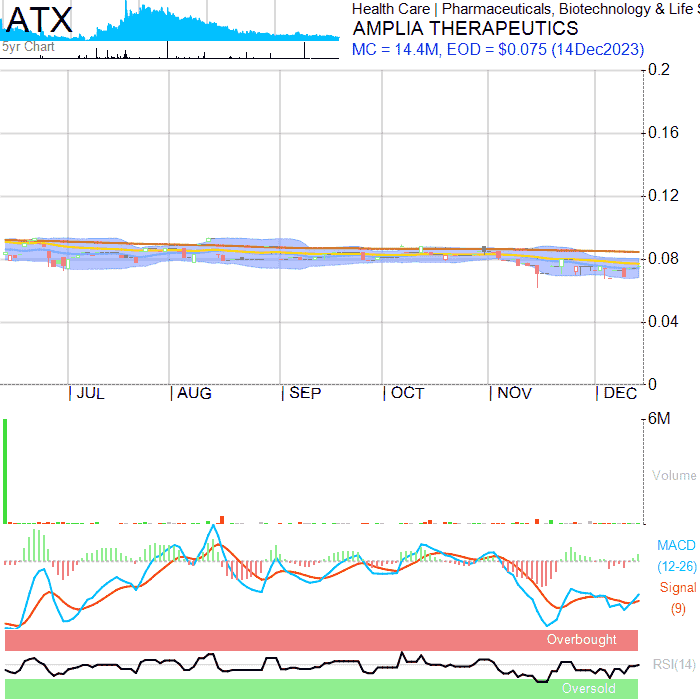 ATX
5yr Chart
Health Care | Pharmaceuticals, Biotechnology & Life S
AMPLIA THERAPEUTICS
MC = 14.4M, EOD = $0.075 (14Dec2023)
0.2
0.16
0.12
0.08
0.04
0
| JUL | AUG | SEP | OCT | NOV | DEC
6M
Volume
MACD
(12-26)
Signal
(9)
Overbought
RSI(14)
Oversold